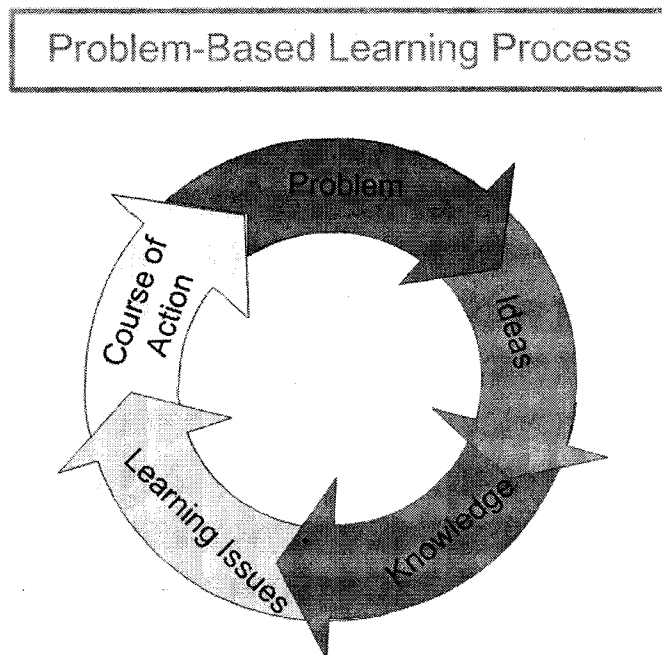 Problem-Based Learning Process
Problem
Ideas
Knowledge
Learning Issues
Course of
Action